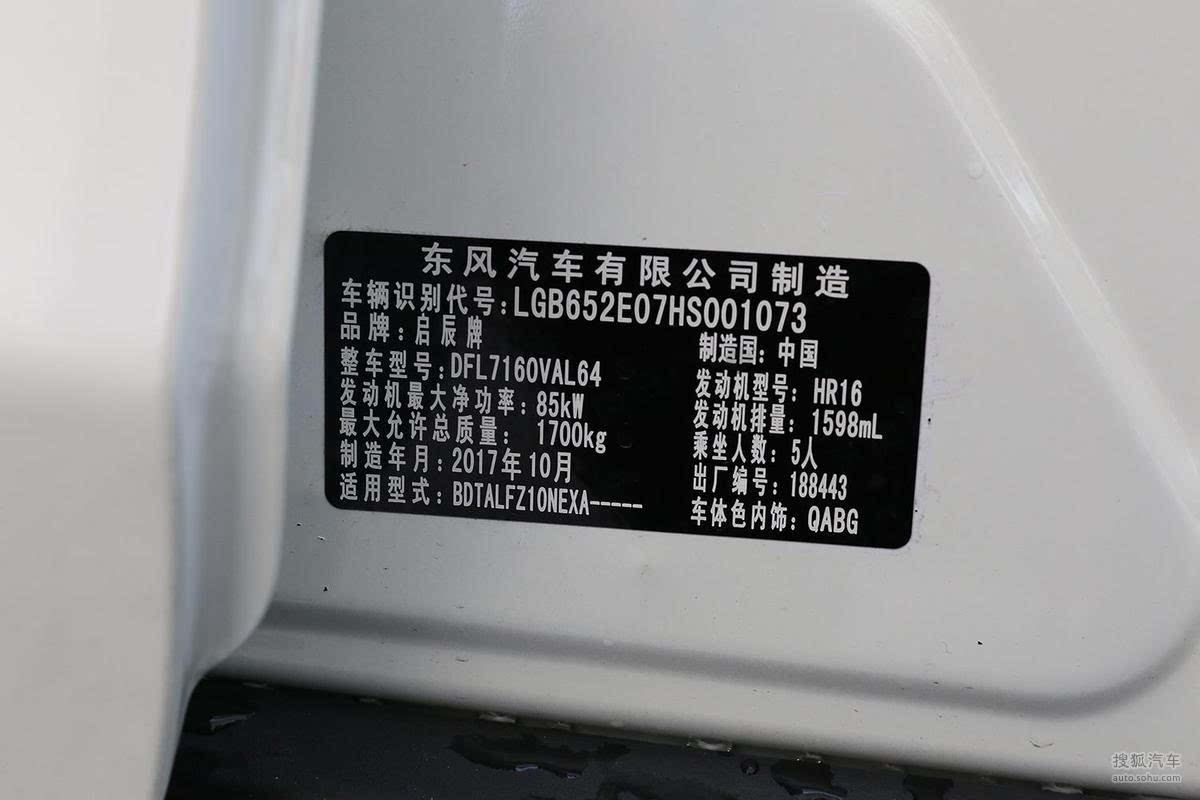 东风汽车有限公司制造
车辆识别代号:LGB652E07HS001073
品牌:启辰牌 制造国:中国
整车型号:DFL7160VAL64 发动机型号:HR16
发动机最大净功率:85kW 发动机排量:1598mL
最大允许总质量: 1700kg 乘坐人数:5人
制造年月:2017年10月 出厂编号:188443
适用型式:BDTALFZ10NEXA----- 车体色内饰:QABG
搜狐汽车
auto.sohu.com